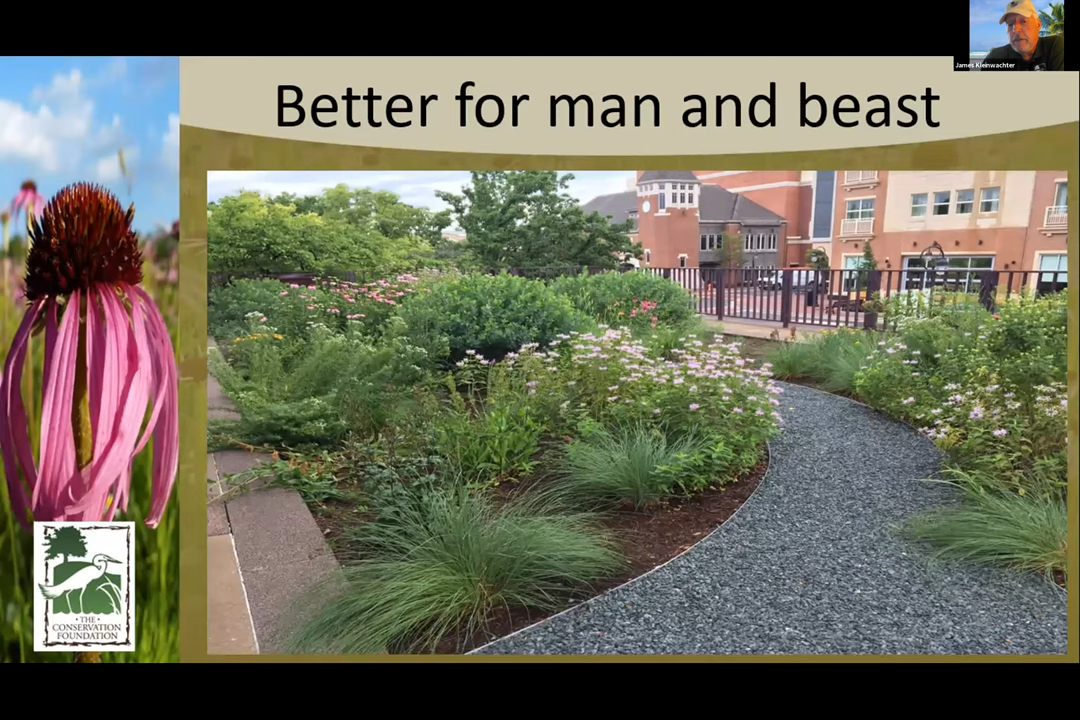 James Kleinwachter
Better for man and beast
• THE •
CONSERVATION
FOUNDATION